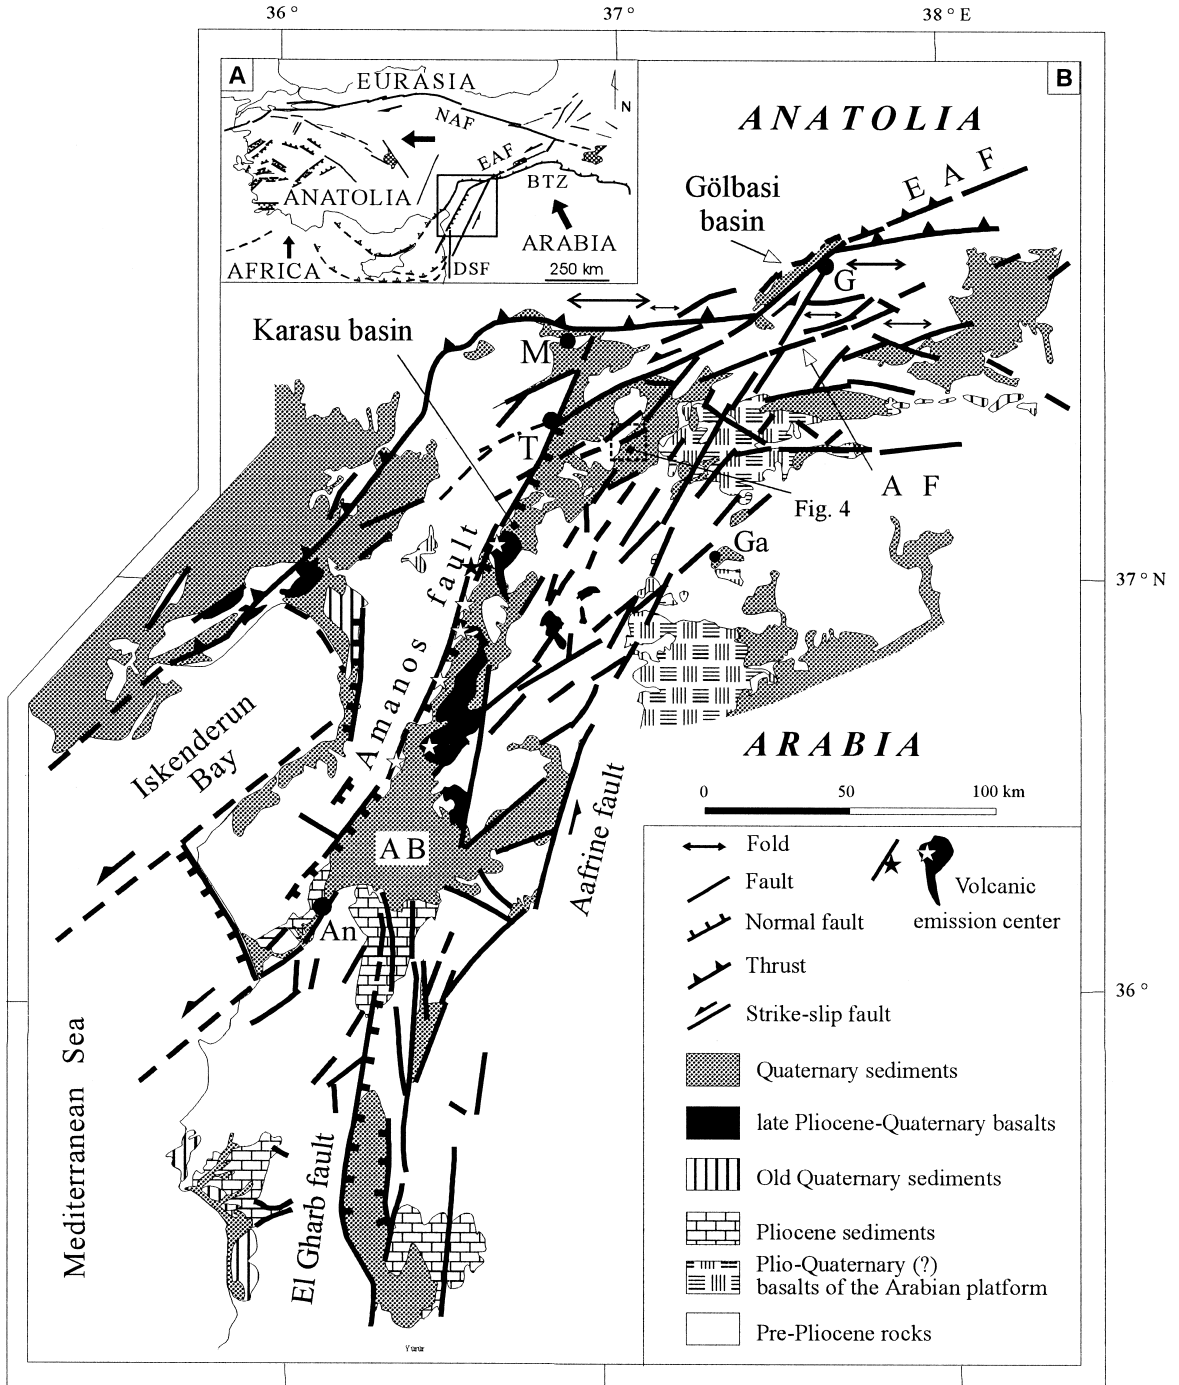 36 °
37 °
38 ° E
A
EURASIA
N
NAF
EAF
BTZ
ANATOLIA
ARABIA
AFRICA
DSF
250 km
B
ANATOLIA
E A F
Gölbasi
basin
G
Karasu basin
M
T
A F
Fig. 4
Ga
37 ° N
Amanos fault
Iskenderun
Bay
ARABIA
0 50 100 km
Aafrine fault
A B
An
Fold
Fault
Normal fault
Thrust
Strike-slip fault
Volcanic
emission center
36 °
Quaternary sediments
late Pliocene-Quaternary basalts
Old Quaternary sediments
Pliocene sediments
Plio-Quaternary (?)
basalts of the Arabian platform
Pre-Pliocene rocks
Mediterranean Sea
El Gharb fault